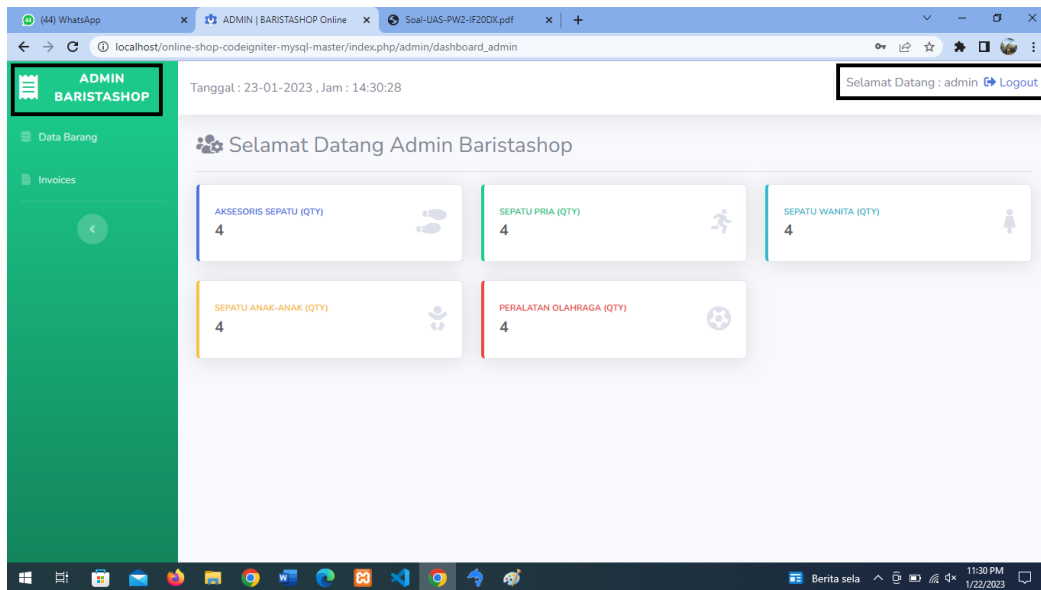 (44) WhatsApp
ADMIN | BARISTASHOP Online
Soal-UAS-PW2-IF20DX.pdf
localhost/online-shop-codeigniter-mysql-master/index.php/admin/dashboard_admin
ADMIN
BARISTASHOP
Tanggal : 23-01-2023 , Jam : 14:30:28
Selamat Datang : admin Logout
Data Barang
Invoices
Selamat Datang Admin Baristashop
AKSESORIS SEPATU (QTY)
4
SEPATU PRIA (QTY)
4
SEPATU WANITA (QTY)
4
SEPATU ANAK-ANAK (QTY)
4
PERALATAN OLAHRAGA (QTY)
4
Berita sela
11:30 PM
1/22/2023